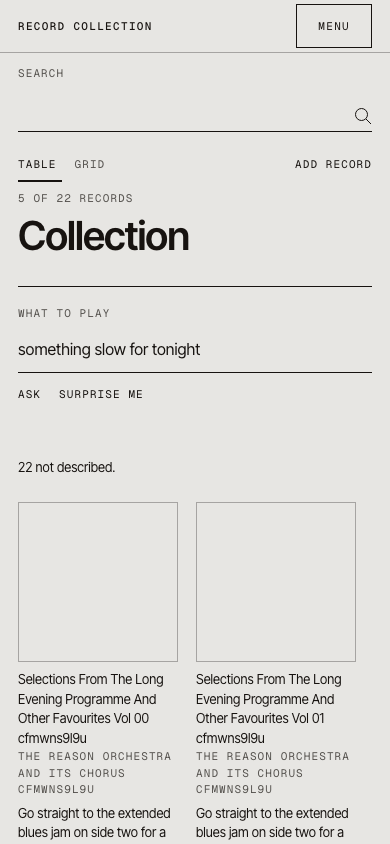 RECORD COLLECTION
MENU
SEARCH
TABLE
GRID
ADD RECORD
5 OF 22 RECORDS
Collection
WHAT TO PLAY
something slow for tonight
ASK
SURPRISE ME
22 not described.
Selections From The Long
Evening Programme And
Other Favourites Vol 00
cfmwns9l9u
THE REASON ORCHESTRA
AND ITS CHORUS
CFMWNS9L9U
Go straight to the extended
blues jam on side two for a
Selections From The Long
Evening Programme And
Other Favourites Vol 01
cfmwns9l9u
THE REASON ORCHESTRA
AND ITS CHORUS
CFMWNS9L9U
Go straight to the extended
blues jam on side two for a